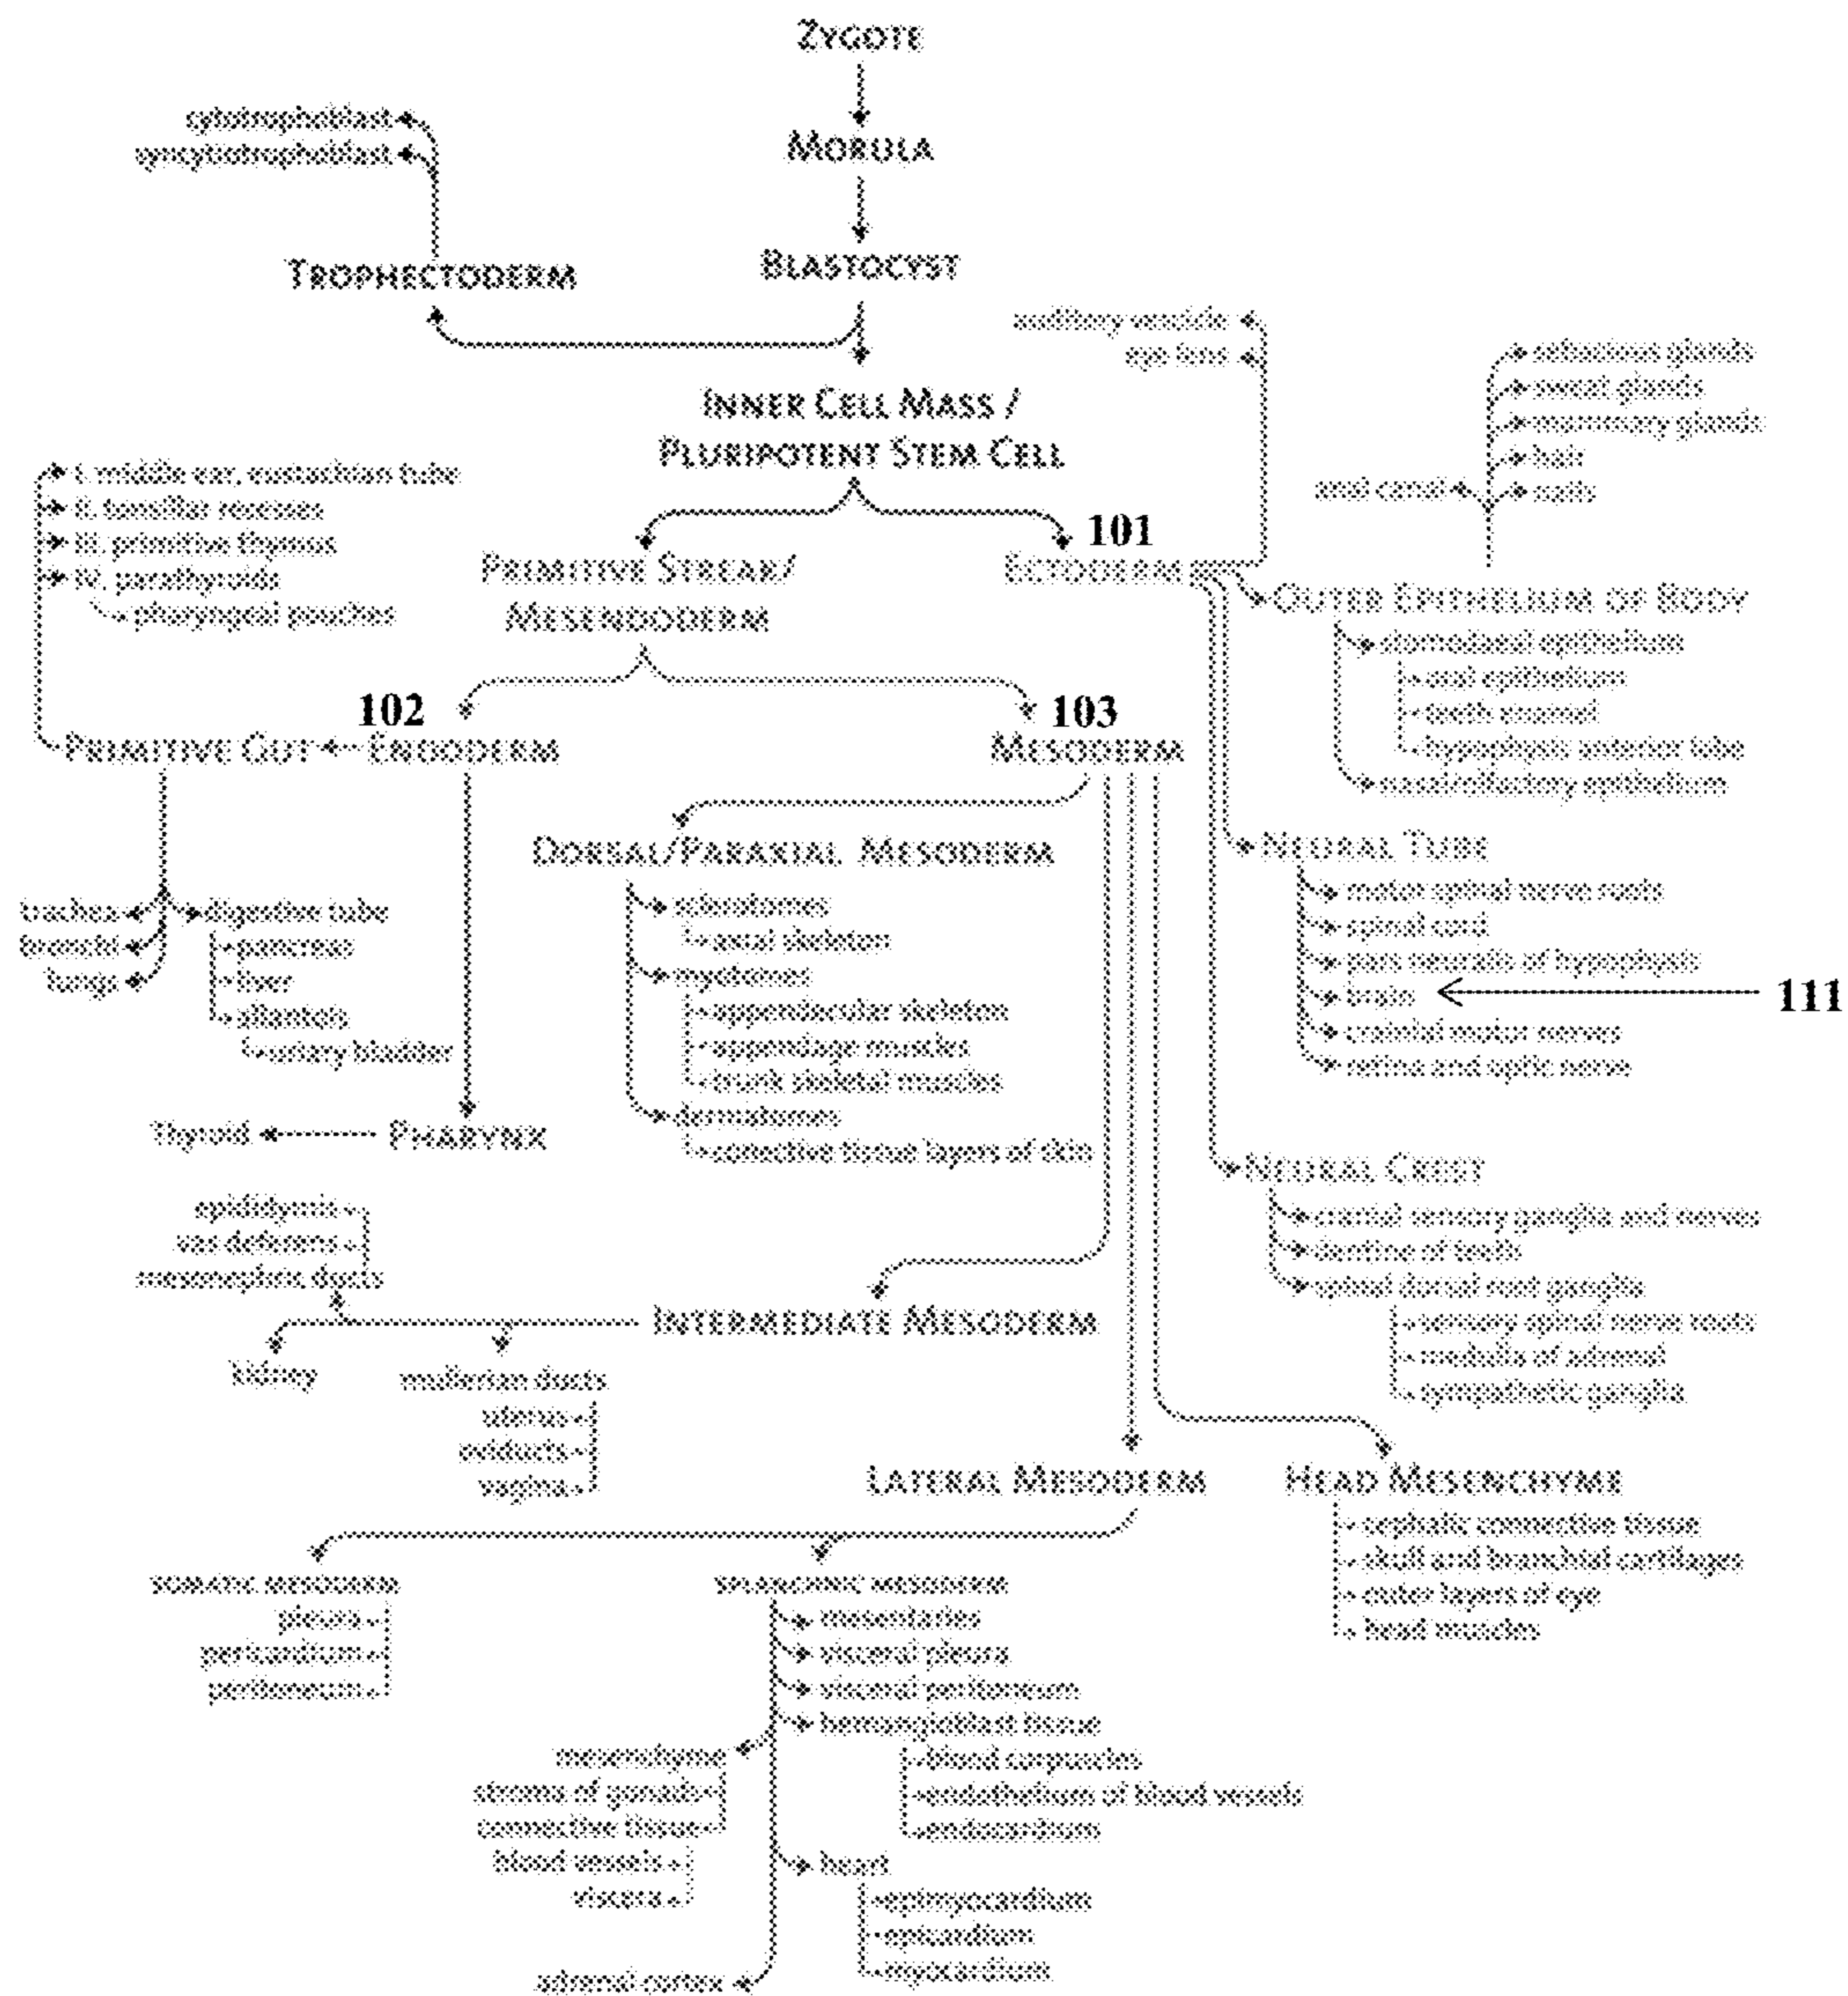 ZYGOTE
cytotrophoblast
syncytiotrophoblast
MORULA
TROPHECTODERM
BLASTOCYST
auditory vesicle
eye lens
sebacious glands
sweat glands
mammary glands
hair
nails
anal canal
INNER CELL MASS /
PLURIPOTENT STEM CELL
i. middle ear, eustachian tube
ii. tonsillar recesses
iii. primitive thymus
iv. parathyroids
pharyngeal pouches
101
PRIMITIVE STREAK/
MESENDODERM
ECTODERM
OUTER EPITHELIUM OF BODY
stomodaeal epithelium
oral epithelium
teeth enamel
hypophysis anterior lobe
nasal olfactory epithelium
102
103
PRIMITIVE GUT
ENDODERM
MESODERM
DORSAL/PARAXIAL MESODERM
sclerotomes
axial skeleton
myotomes
appendacular skeleton
appendage muscles
trunk skeletal muscles
dermatomes
conective tissue layers of skin
NEURAL TUBE
motor spinal nerve roots
spinal cord
pars neuralis of hypophysis
brain
111
cranial motor nerves
retina and optic nerve
trachea
bronchi
lungs
digestive tube
pancreas
liver
allantois
urinary bladder
Thyroid
PHARYNX
NEURAL CREST
cranial sensory ganglia and nerves
dentine of teeth
spinal dorsal root ganglia
sensory spinal nerve roots
medulla of adrenal
sympathetic ganglia
epididymis
vas deferens
mesonephric ducts
INTERMEDIATE MESODERM
kidney
mullerian ducts
uterus
oviducts
vagina
LATERAL MESODERM
HEAD MESENCHYME
cephalic connective tissue
skull and branchial cartilages
outer layers of eye
head muscles
SOMATIC MESODERM
pleura
pericardium
peritoneum
SPLANCHNIC MESODERM
mesentaries
visceral pleura
visceral peritoneum
hemangioblast tissue
blood corpuscles
endothelium of blood vessels
endocardium
mesenchyme
stroma of gonads
connective tissue
blood vessels
viscera
heart
epimyocardium
epicardium
myocardium
adrenal cortex